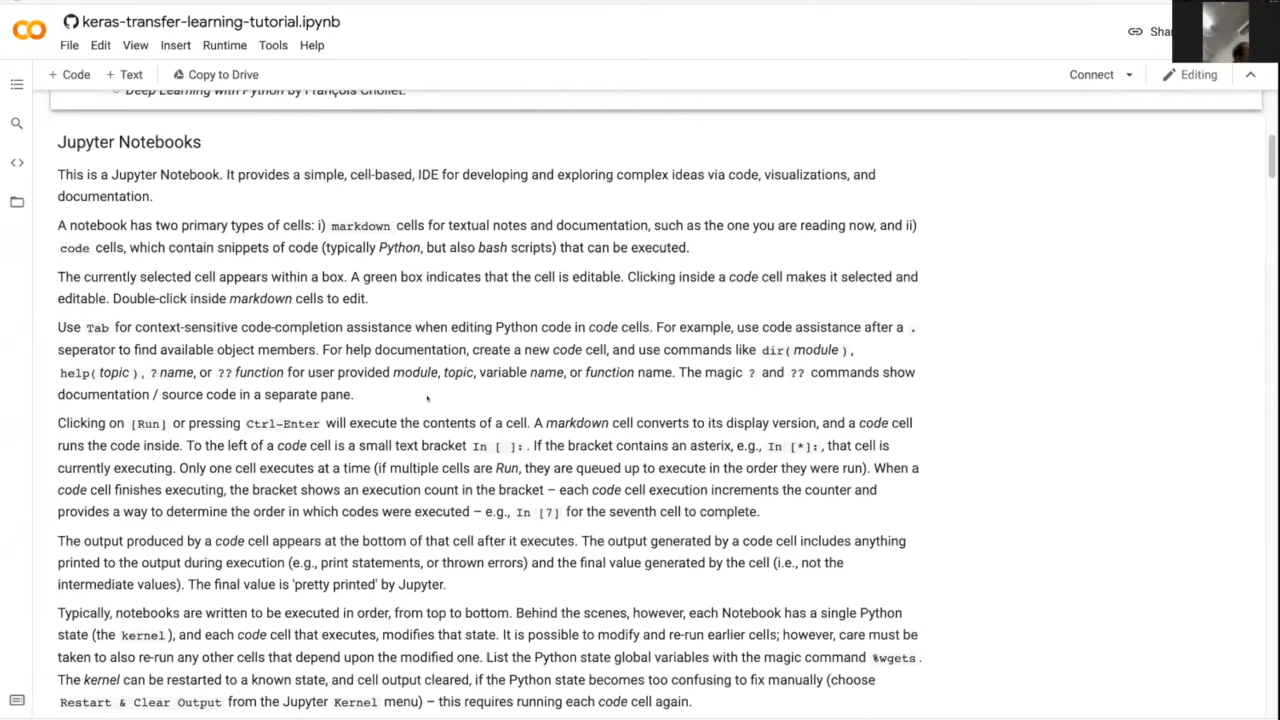 keras-transfer-learning-tutorial.ipynb
File Edit View Insert Runtime Tools Help
+ Code + Text Copy to Drive
Connect
Editing
Deep Learning with Python by François Chollet.
Jupyter Notebooks
This is a Jupyter Notebook. It provides a simple, cell-based, IDE for developing and exploring complex ideas via code, visualizations, and
documentation.
A notebook has two primary types of cells: i) markdown cells for textual notes and documentation, such as the one you are reading now, and ii)
code cells, which contain snippets of code (typically Python, but also bash scripts) that can be executed.
The currently selected cell appears within a box. A green box indicates that the cell is editable. Clicking inside a code cell makes it selected and
editable. Double-click inside markdown cells to edit.
Use Tab for context-sensitive code-completion assistance when editing Python code in code cells. For example, use code assistance after a .
seperator to find available object members. For help documentation, create a new code cell, and use commands like dir(module),
help(topic), ?name, or ??function for user provided module, topic, variable name, or function name. The magic ? and ?? commands show
documentation / source code in a separate pane.
Clicking on [Run] or pressing Ctrl-Enter will execute the contents of a cell. A markdown cell converts to its display version, and a code cell
runs the code inside. To the left of a code cell is a small text bracket In [ ]:. If the bracket contains an asterix, e.g., In [*]:, that cell is
currently executing. Only one cell executes at a time (if multiple cells are Run, they are queued up to execute in the order they were run). When a
code cell finishes executing, the bracket shows an execution count in the bracket – each code cell execution increments the counter and
provides a way to determine the order in which codes were executed – e.g., In [7] for the seventh cell to complete.
The output produced by a code cell appears at the bottom of that cell after it executes. The output generated by a code cell includes anything
printed to the output during execution (e.g., print statements, or thrown errors) and the final value generated by the cell (i.e., not the
intermediate values). The final value is 'pretty printed' by Jupyter.
Typically, notebooks are written to be executed in order, from top to bottom. Behind the scenes, however, each Notebook has a single Python
state (the kernel), and each code cell that executes, modifies that state. It is possible to modify and re-run earlier cells; however, care must be
taken to also re-run any other cells that depend upon the modified one. List the Python state global variables with the magic command %wgets.
The kernel can be restarted to a known state, and cell output cleared, if the Python state becomes too confusing to fix manually (choose
Restart & Clear Output from the Jupyter Kernel menu) – this requires running each code cell again.